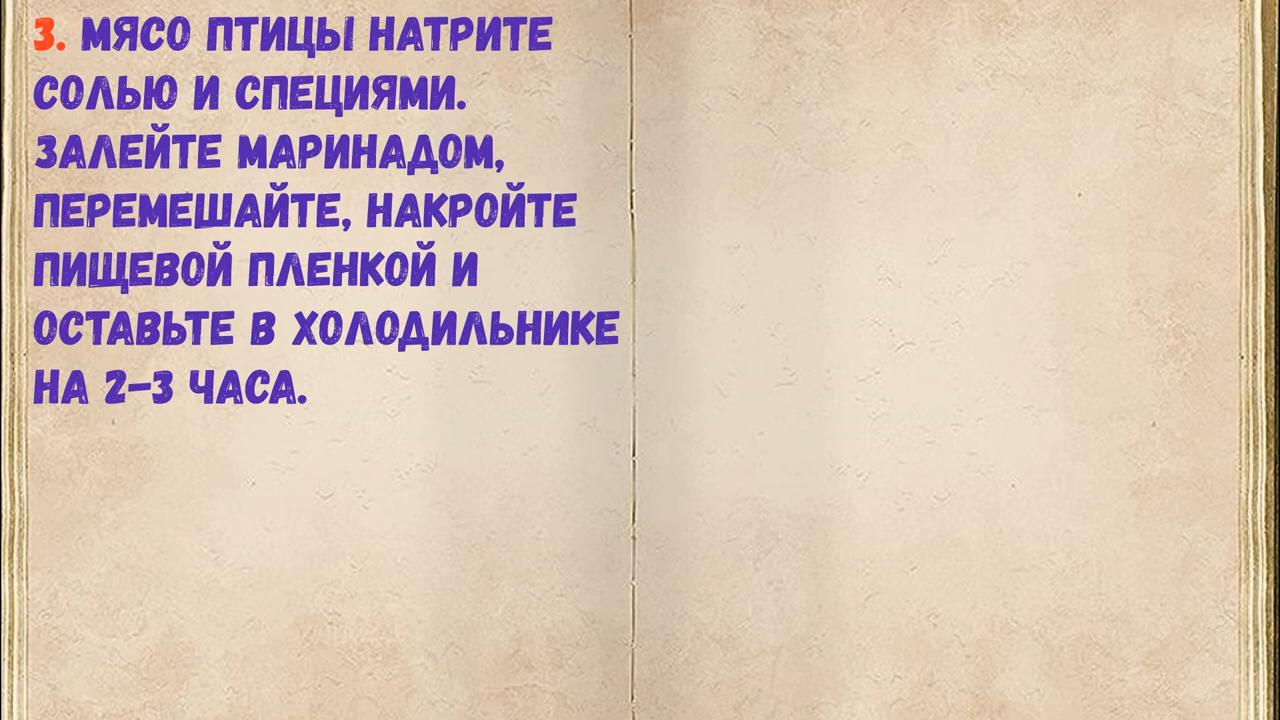 3. МЯСО ПТИЦЫ НАТРИТЕ
СОЛЬЮ И СПЕЦИЯМИ.
ЗАЛЕЙТЕ МАРИНАДОМ,
ПЕРЕМЕШАЙТЕ, НАКРОЙТЕ
ПИЩЕВОЙ ПЛЕНКОЙ И
ОСТАВЬТЕ В ХОЛОДИЛЬНИКЕ
НА 2-3 ЧАСА.